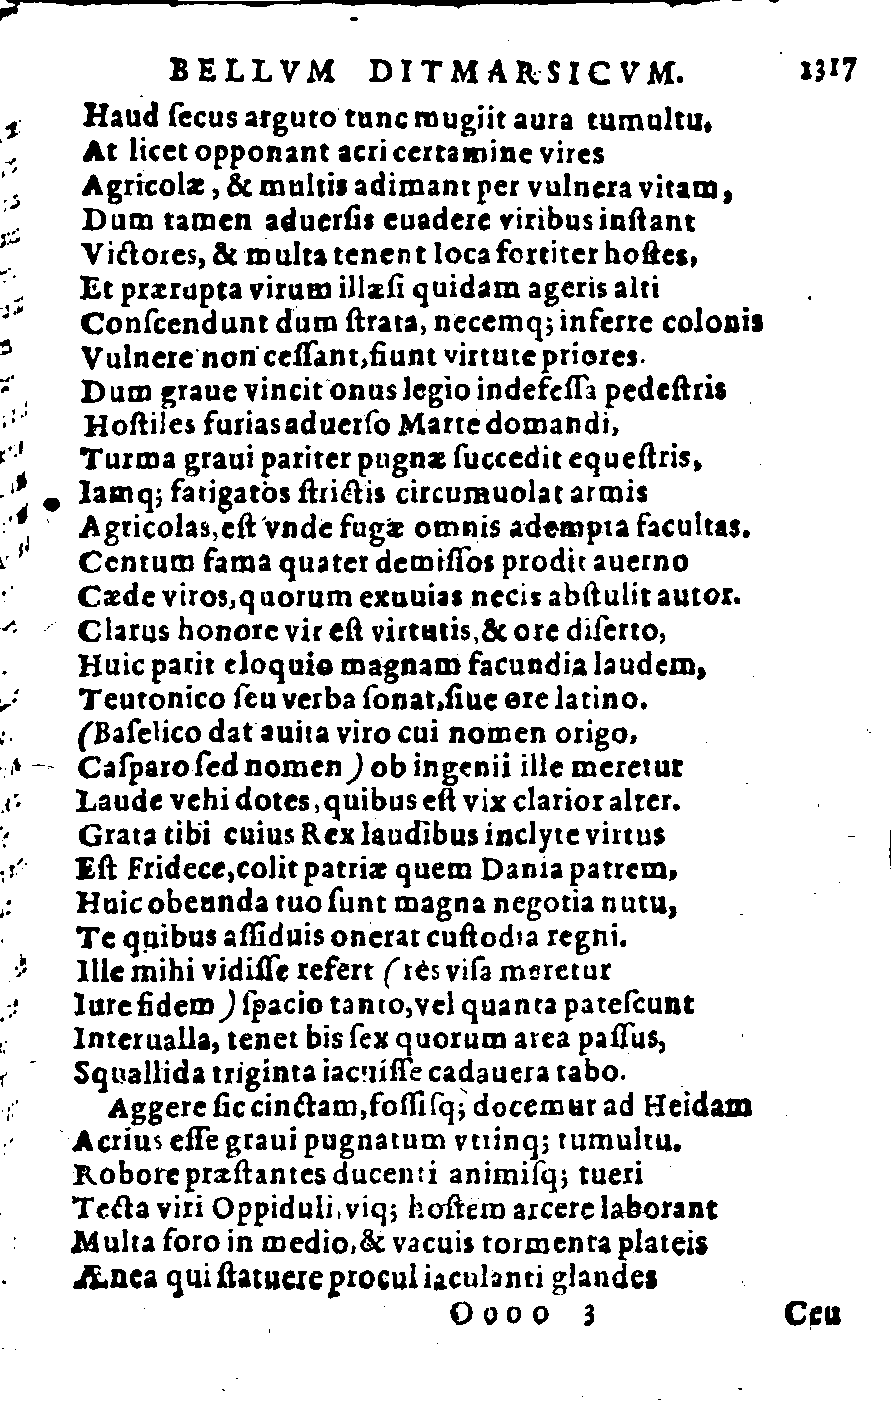 BELLVM DITMARSICVM. 1317
Haud ſecus arguto tunc mugiit aura tumultu,
At licet opponant acri certamine vires
Agricolæ, & multis adimant per vulnera vitam,
Dum tamen aduerſis euadere viribus inſtant
Victores, & multa tenent loca fortiter hoſtes,
Et prærupta virum illæſi quidam ageris alti
Conſcendunt dum ſtrata, necemq; inferre colonis
Vulnere non ceſſant, fiunt virtute priores.
Dum graue vincit onus legio indefeſſa pedeſtris
Hoſtiles furias aduerſo Marte domandi,
Turma graui pariter pugnæ ſuccedit equeſtris,
Iamq; fatigatos ſtrictis circumuolat armis
Agricolas, eſt vnde fugæ omnis adempta facultas.
Centum fama quater demiſſos prodit auerno
Cæde viros, quorum exuuias necis abſtulit autor.
Clarus honore vir eſt virtutis, & ore diſerto,
Huic parit eloquio magnam facundia laudem,
Teutonico ſeu verba ſonat, ſiue ore latino.
(Baſelico dat auita viro cui nomen origo,
Caſparo ſed nomen) ob ingenii ille meretur
Laude vehi dotes, quibus eſt vix clarior alter.
Grata tibi cuius Rex laudibus inclyte virtus
Eſt Fridece, colit patriæ quem Dania patrem,
Huic obeunda tuo ſunt magna negotia nutu,
Te quibus aſſiduis onerat cuſtodia regni.
Ille mihi vidiſſe refert (res viſa meretur
Iure fidem) ſpacio tanto, vel quanta pateſcunt
Interualla, tenet bis ſex quorum area paſſus,
Squallida triginta iacuiſſe cadauera tabo.
Aggere ſic cinctam, foſſiſq; docemur ad Heidam
Acrius eſſe graui pugnatum vtrinq; tumultu.
Robore præſtantes ducenti animiſq; tueri
Tecta viri Oppiduli, viq; hoſtem arcere laborant
Multa foro in medio, & vacuis tormenta plateis
Ænea qui ſtatuere procul iaculanti glandes
Oooo 3 Ceu